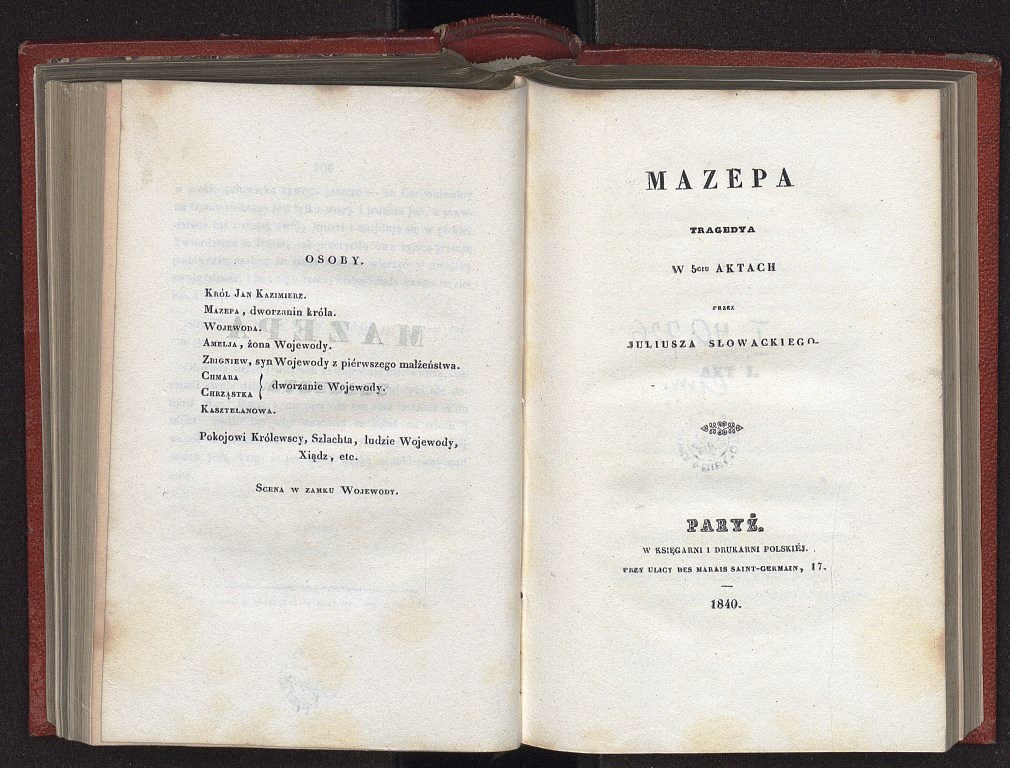 OSOBY.
Król Jan Kazimierz.
Mazepa, dworzanin króla.
Wojewoda.
Amelja, żona Wojewody.
Zbigniew, syn Wojewody z piérwszego małżeństwa.
Chmara
Chrząstka
dworzanie Wojewody.
Kasztelanowa.
Pokojowi Królewscy, Szlachta, ludzie Wojewody,
Xiądz, etc.
Scena w zamku Wojewody.
MAZEPA
TRAGEDYA
W 5ciu AKTACH
PRZEZ
JULIUSZA SŁOWACKIEGO.
PARYŻ.
W KSIĘGARNI I DRUKARNI POLSKIÉJ.
PRZY ULICY DES MARAIS SAINT-GERMAIN, 17.
1840.